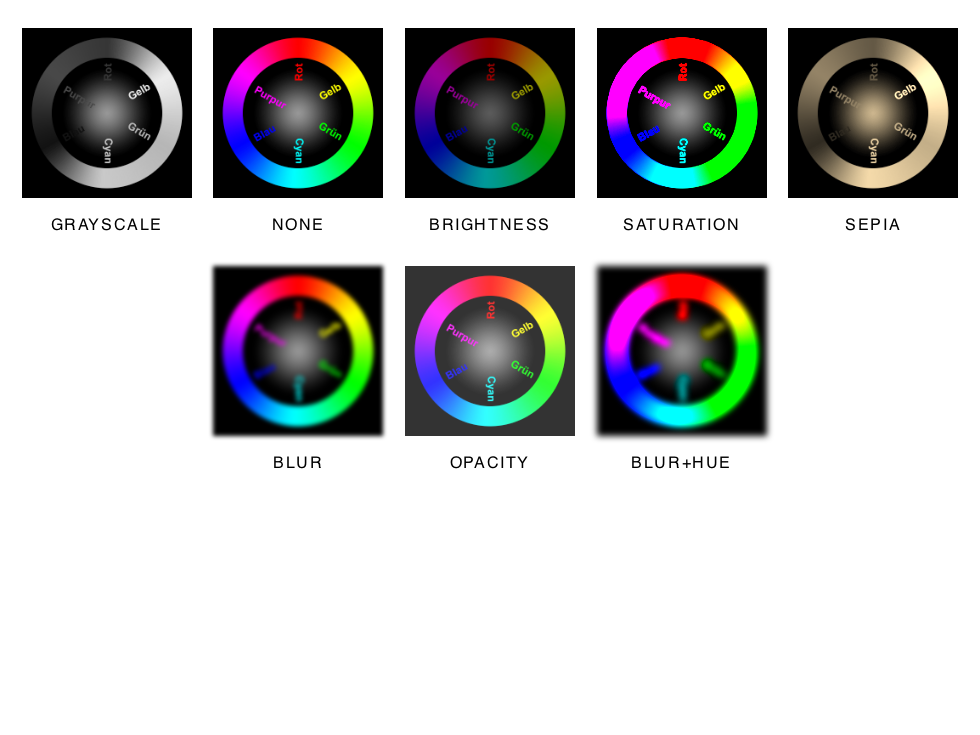 Rot
Gelb
Grün
Cyan
Blau
Purpur
Rot
Gelb
Grün
Cyan
Blau
Purpur
Rot
Gelb
Grün
Cyan
Blau
Purpur
Rot
Gelb
Grün
Cyan
Blau
Purpur
Rot
Gelb
Grün
Cyan
Blau
Purpur
GRAYSCALE
NONE
BRIGHTNESS
SATURATION
SEPIA
Rot
Gelb
Grün
Cyan
Blau
Purpur
BLUR
OPACITY
BLUR+HUE